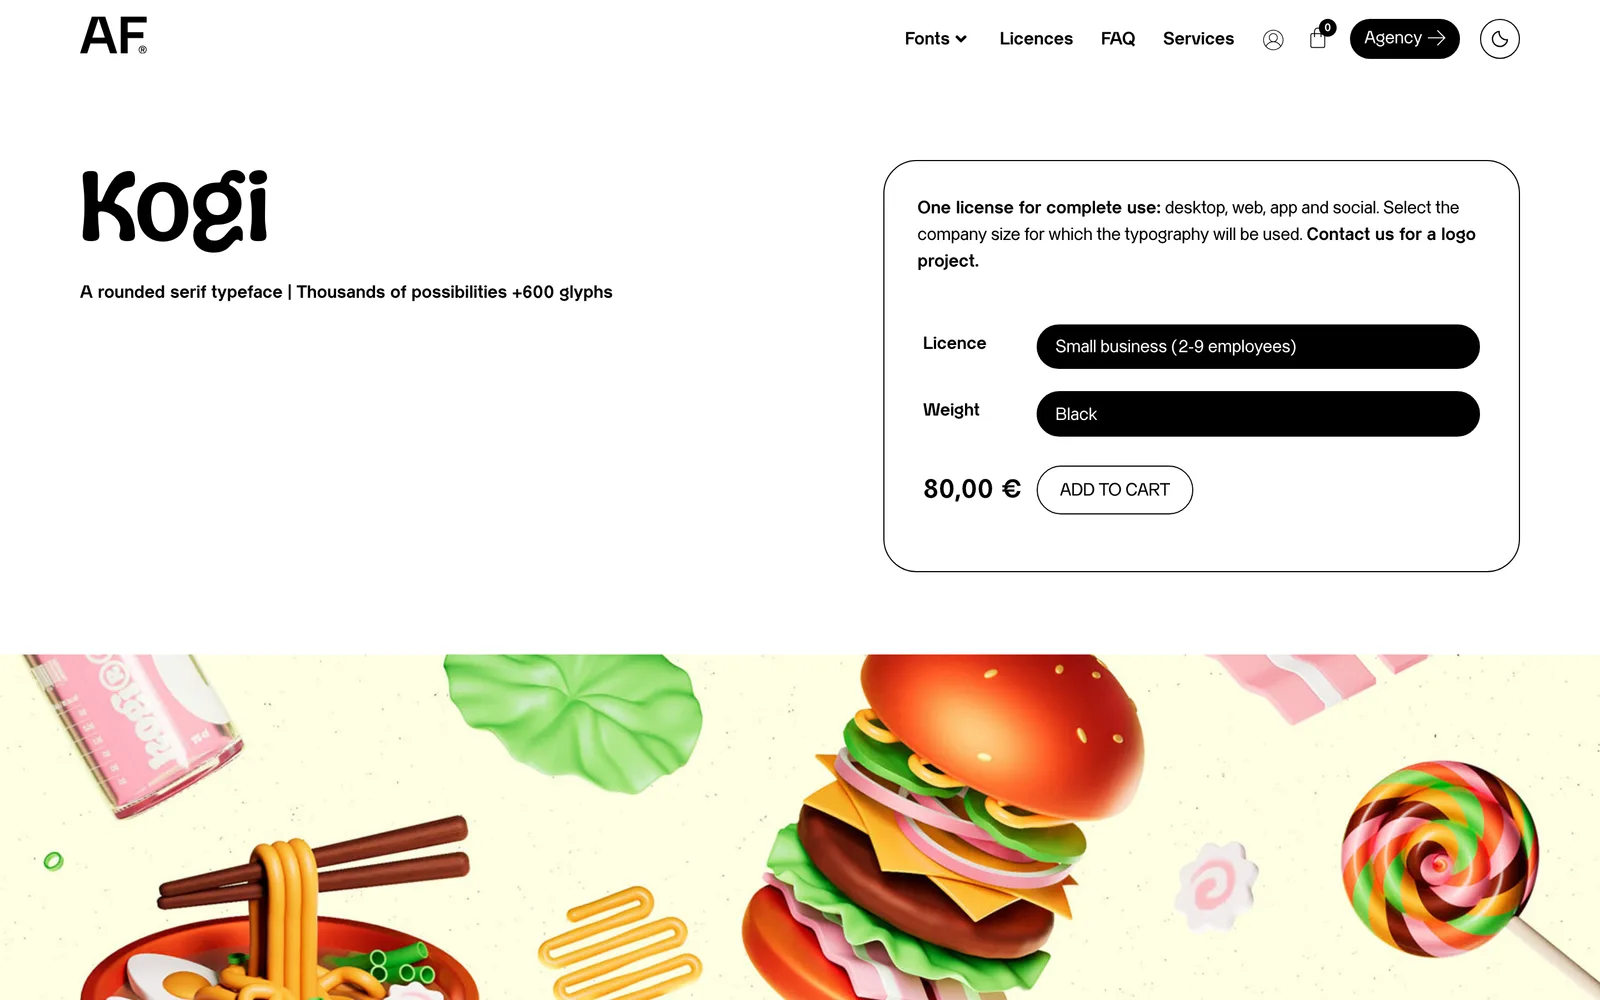 AF®
Fonts
Licences
FAQ
Services
0
Agency →
Kogi
A rounded serif typeface | Thousands of possibilities +600 glyphs
One license for complete use: desktop, web, app and social. Select the
company size for which the typography will be used. Contact us for a logo
project.
Licence
Small business (2-9 employees)
Weight
Black
80,00 €
ADD TO CART
Kogi®